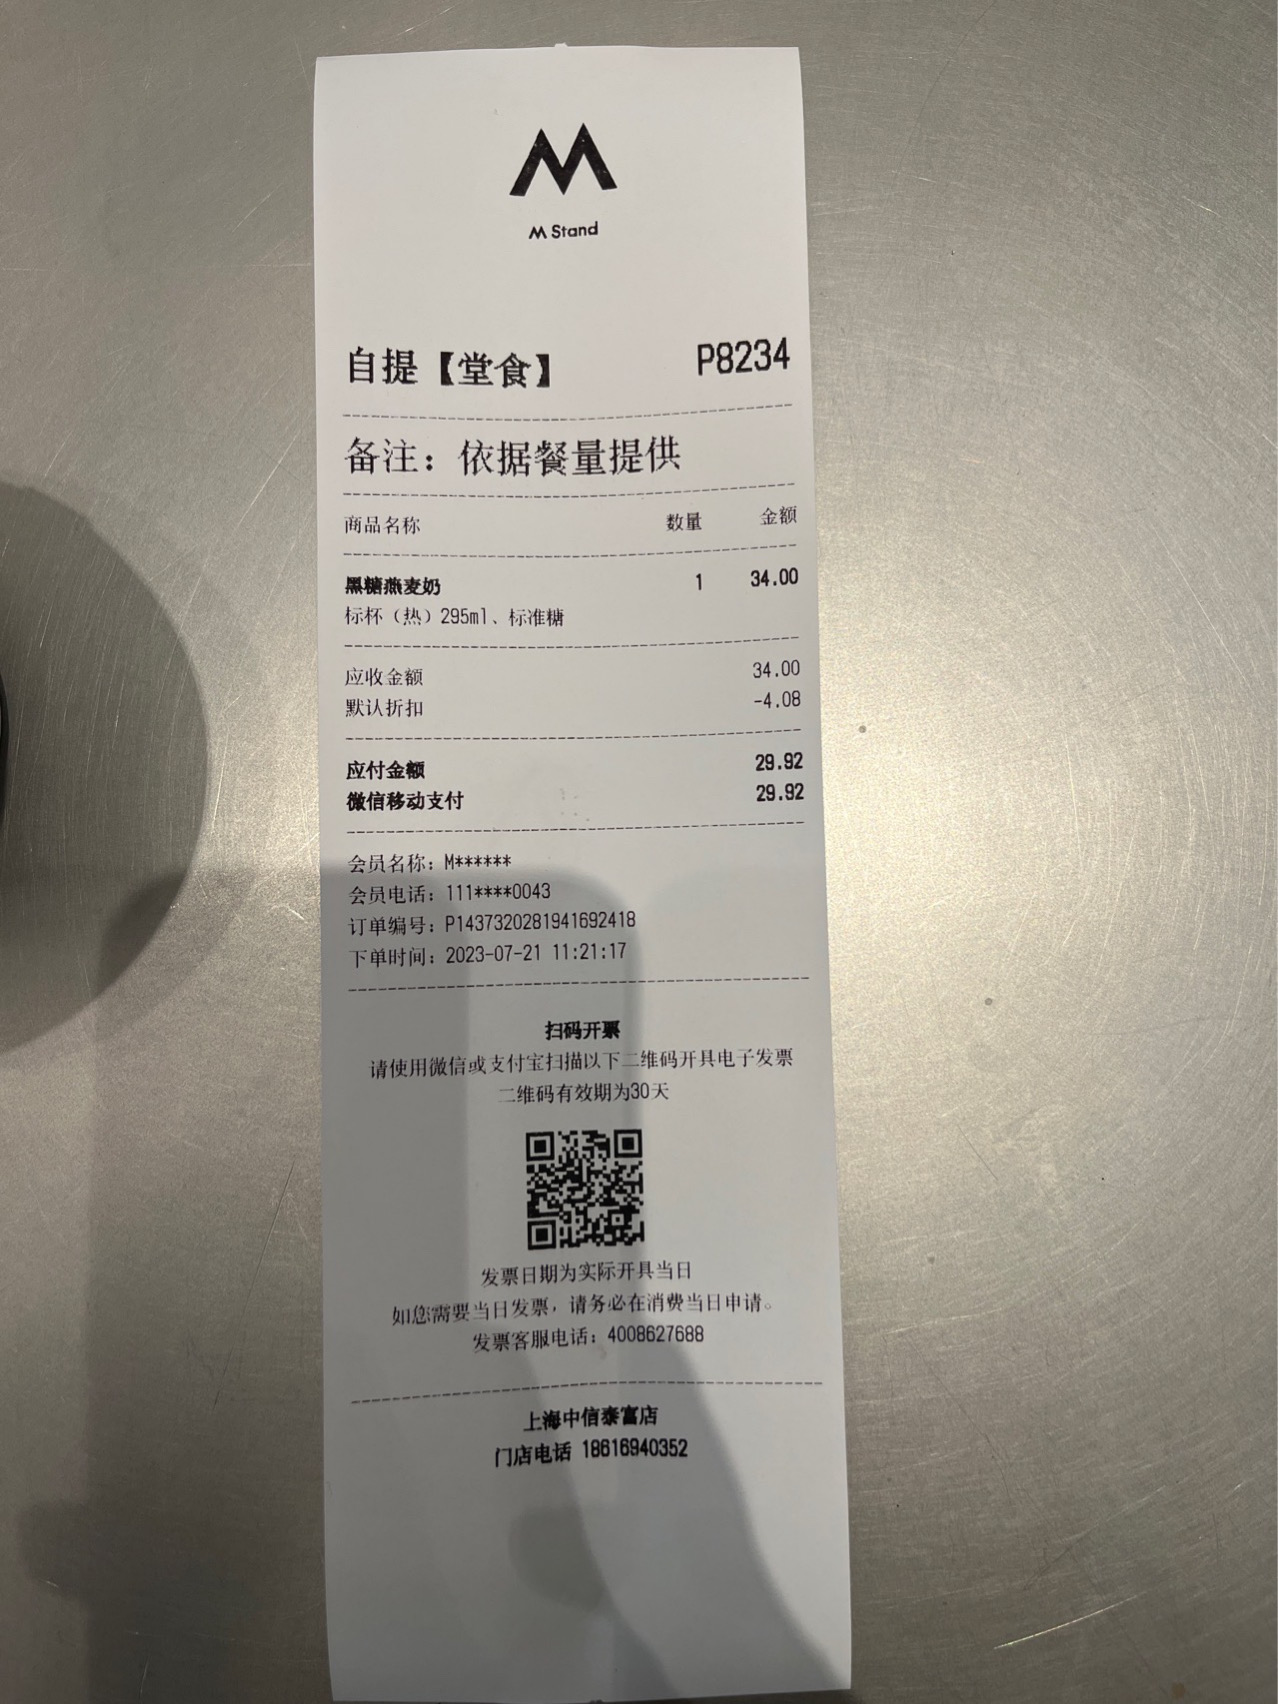 M Stand
自提【堂食】 P8234
备注：依据餐量提供
商品名称 数量 金额
黑糖燕麦奶 1 34.00
标杯（热）295ml、标准糖
应收金额 34.00
默认折扣 -4.08
应付金额 29.92
微信移动支付 29.92
会员名称：M******
会员电话：111****0043
订单编号：P1437320281941692418
下单时间：2023-07-21 11:21:17
扫码开票
请使用微信或支付宝扫描以下二维码开具电子发票
二维码有效期为30天
发票日期为实际开具当日
如您需要当日发票，请务必在消费当日申请。
发票客服电话：4008627688
上海中信泰富店
门店电话 18616940352